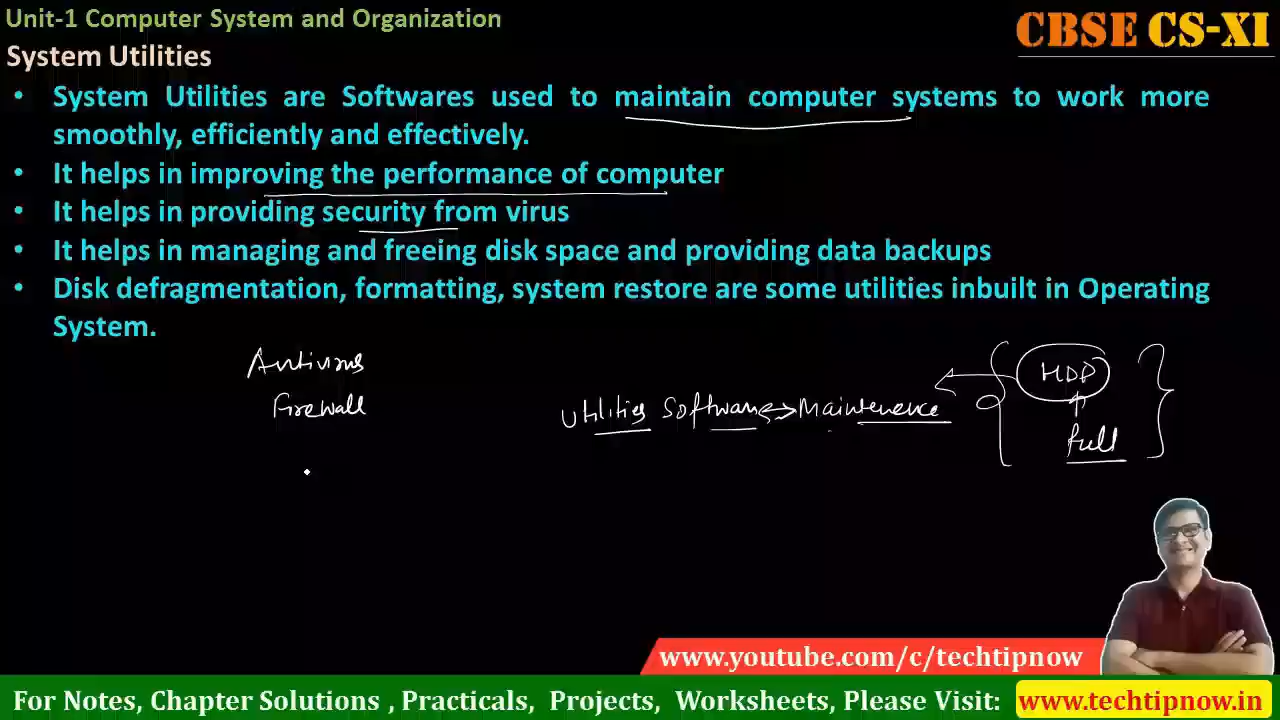 Unit-1 Computer System and Organization
CBSE CS-XI
System Utilities
• System Utilities are Softwares used to maintain computer systems to work more
smoothly, efficiently and effectively.
• It helps in improving the performance of computer
• It helps in providing security from virus
• It helps in managing and freeing disk space and providing data backups
• Disk defragmentation, formatting, system restore are some utilities inbuilt in Operating
System.
Antivirus
HDD
Firewall
Utilities Software → Maintenence
full
www.youtube.com/c/techtipnow
For Notes, Chapter Solutions , Practicals, Projects, Worksheets, Please Visit: www.techtipnow.in